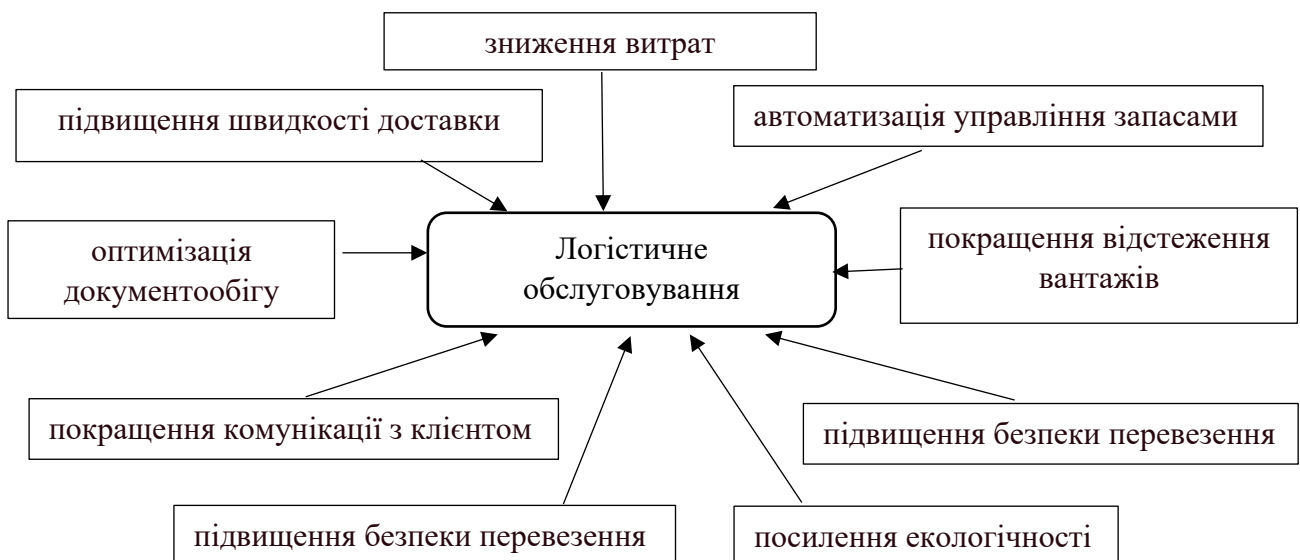 зниження витрат
підвищення швидкості доставки
автоматизація управління запасами
оптимізація
документообігу
Логістичне
обслуговування
покращення відстеження
вантажів
покращення комунікації з клієнтом
підвищення безпеки перевезення
підвищення безпеки перевезення
посилення екологічності